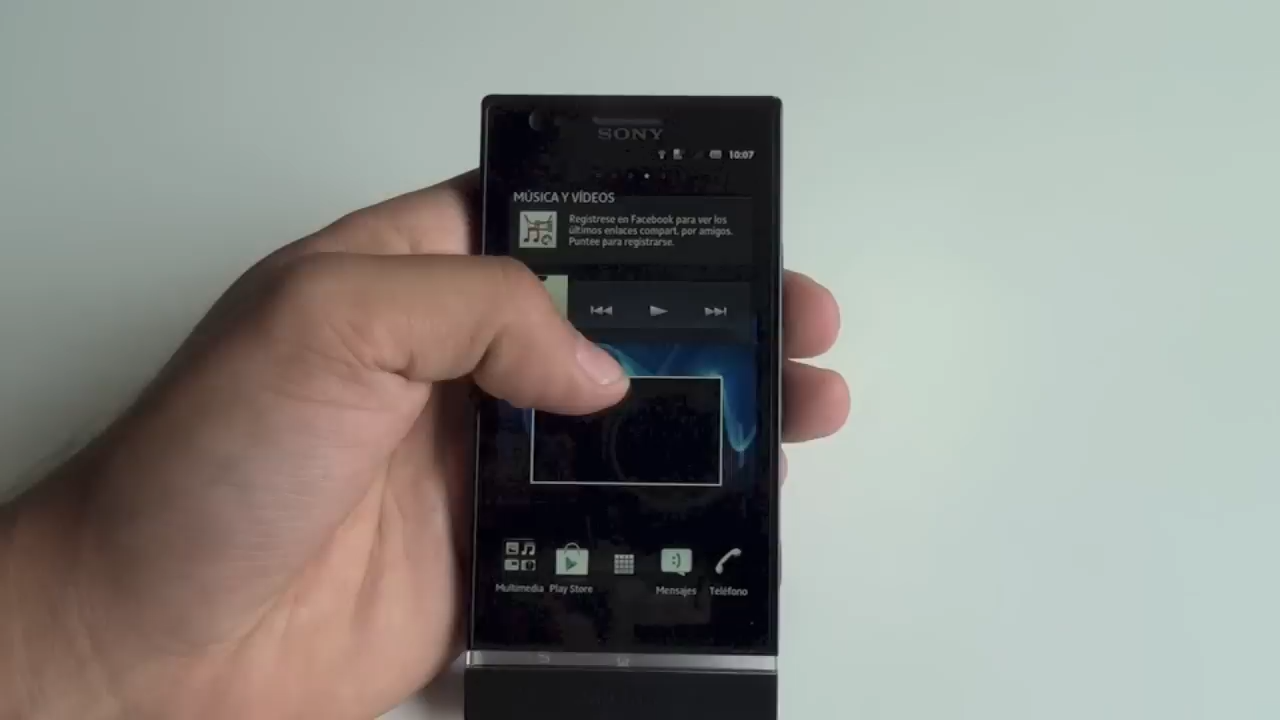 SONY
10:07
MÚSICA Y VÍDEOS
Regístrese en Facebook para ver los
últimos enlaces compart. por amigos.
Puntee para registrarse.
Multimedia Play Store Mensajes Teléfono